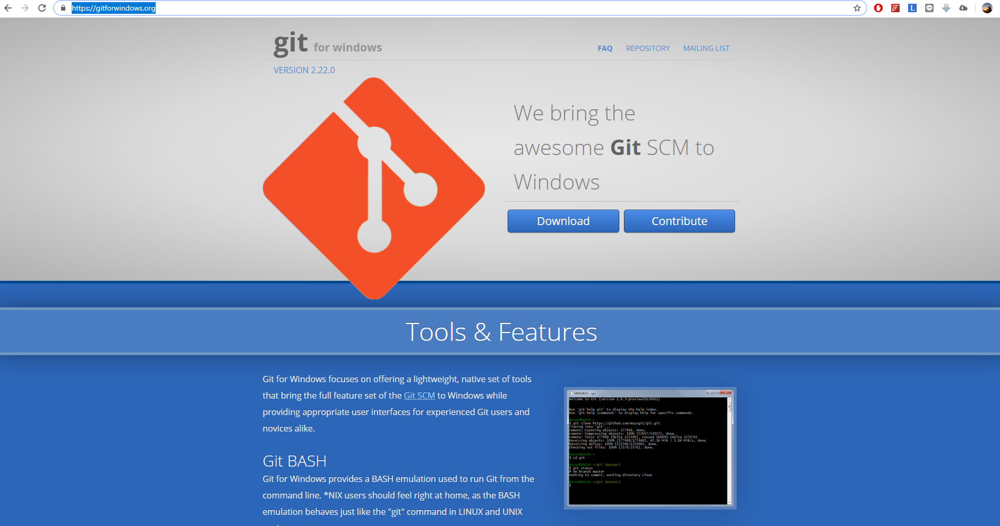 https://gitforwindows.org
git for windows
FAQ REPOSITORY MAILING LIST
VERSION 2.22.0
We bring the
awesome Git SCM to
Windows
Download Contribute
Tools & Features
Git for Windows focuses on offering a lightweight, native set of tools
that bring the full feature set of the Git SCM to Windows while
providing appropriate user interfaces for experienced Git users and
novices alike.
Git BASH
Git for Windows provides a BASH emulation used to run Git from the
command line. *NIX users should feel right at home, as the BASH
emulation behaves just like the "git" command in LINUX and UNIX
MINGW32:~/git
Welcome to Git (version 1.8.3-preview20130601)
Run 'git help git' to display the help index.
Run 'git help <command>' to display help for specific commands.
Bacon@BACON ~
$ git clone https://github.com/msysgit/git.git
Cloning into 'git'...
remote: Counting objects: 177468, done.
remote: Compressing objects: 100% (52057/52057), done.
remote: Total 177468 (delta 133396), reused 166093 (delta 123576)
Receiving objects: 100% (177468/177468), 42.16 MiB | 1.84 MiB/s, done.
Resolving deltas: 100% (133396/133396), done.
Checking out files: 100% (2576/2576), done.
Bacon@BACON ~
$ cd git
Bacon@BACON ~/git (master)
$ git status
# On branch master
nothing to commit, working directory clean
Bacon@BACON ~/git (master)
$